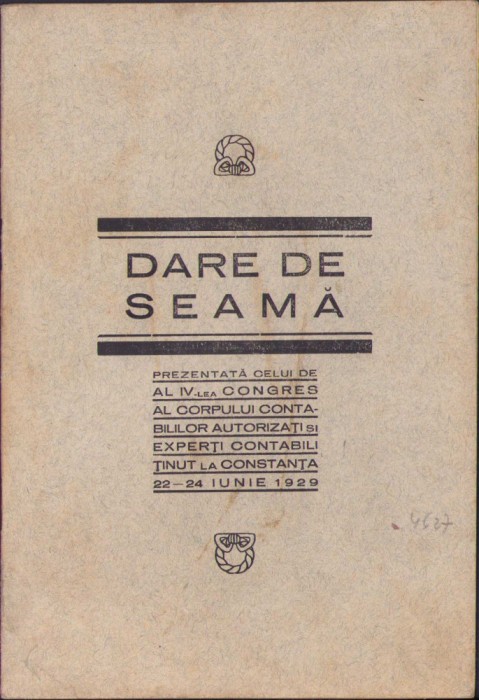 DARE DE
SEAMĂ
PREZENTATĂ CELUI DE
AL IV-LEA CONGRES
AL CORPULUI CONTA-
BILILOR AUTORIZAȚI ȘI
EXPERȚI CONTABILI
ȚINUT LA CONSTANȚA
22—24 IUNIE 1929
4627